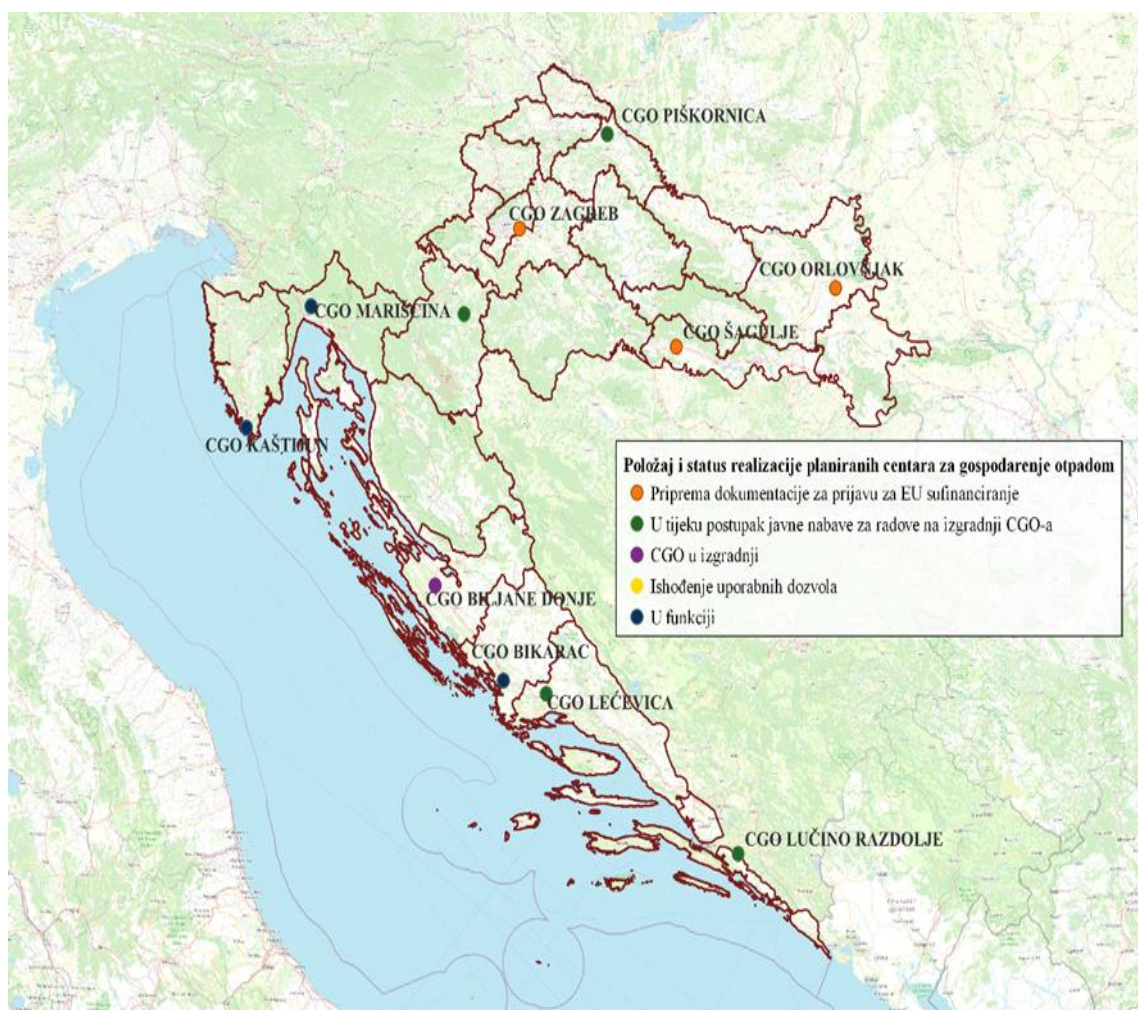 CGO PIŠKORNICA
CGO ZAGREB
CGO ORLOVNJAK
CGO MARIŠĆINA
CGO ŠAGULJE
CGO KAŠTIJUN
Položaj i status realizacije planiranih centara za gospodarenje otpadom
Priprema dokumentacije za prijavu za EU sufinanciranje
U tijeku postupak javne nabave za radove na izgradnji CGO-a
CGO u izgradnji
Ishođenje uporabnih dozvola
U funkciji
CGO BILJANE DONJE
CGO BIKARAC
CGO LEĆEVICA
CGO LUČINO RAZDOLJE